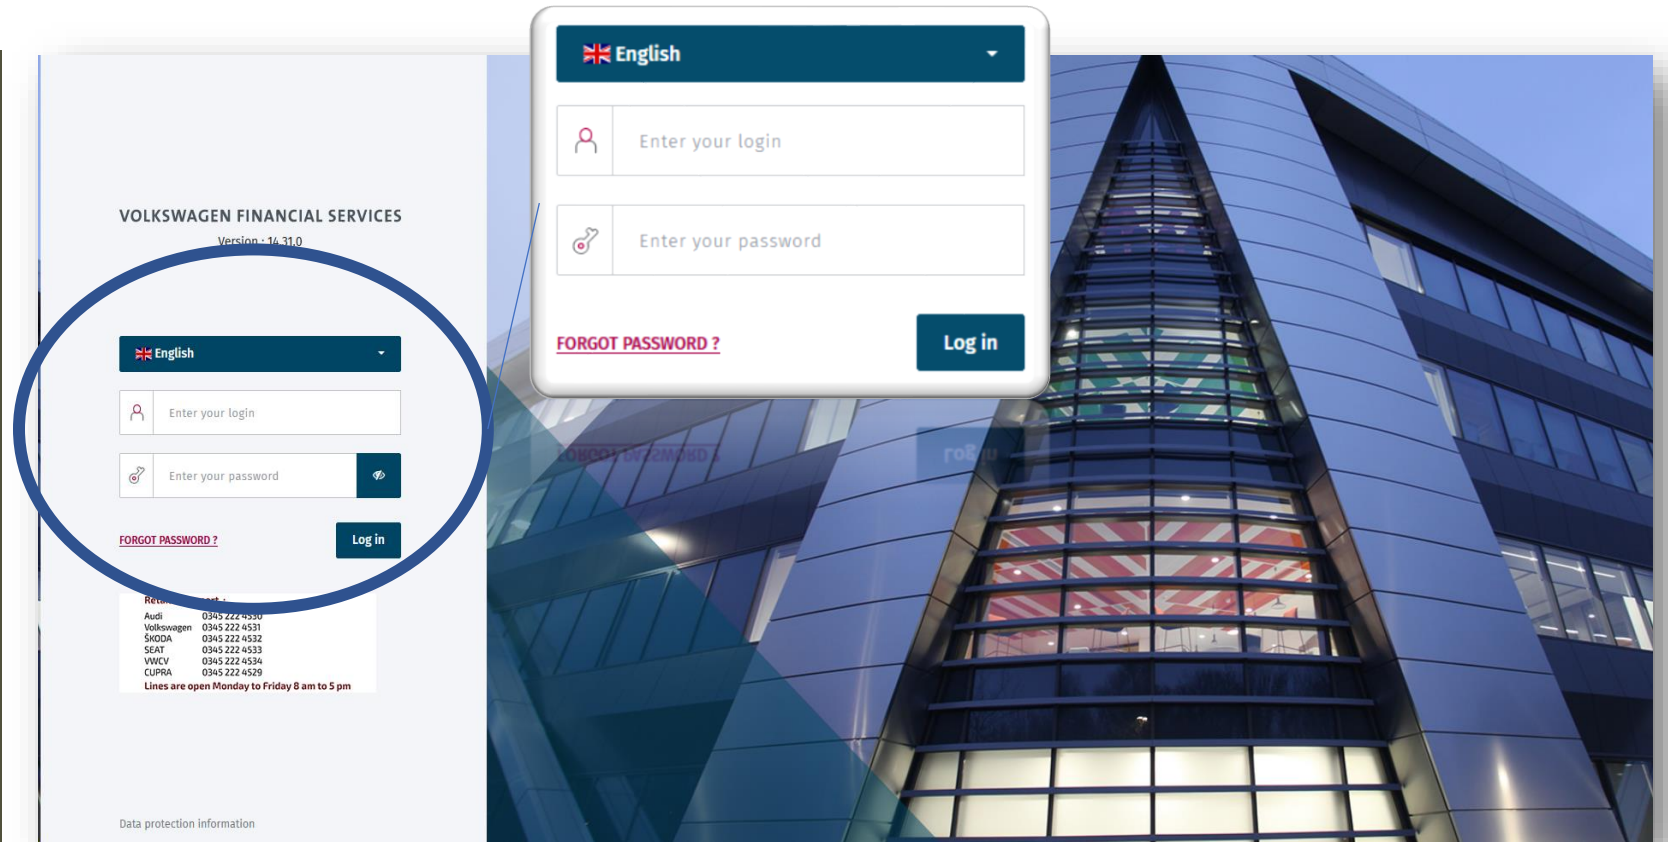 VOLKSWAGEN FINANCIAL SERVICES
Version : 14.31.0
English
Enter your login
Enter your password
FORGOT PASSWORD ?
Log in
Audi 0345 222 4530
Volkswagen 0345 222 4531
ŠKODA 0345 222 4532
SEAT 0345 222 4533
VWCV 0345 222 4534
CUPRA 0345 222 4529
Lines are open Monday to Friday 8 am to 5 pm
Data protection information
English
Enter your login
Enter your password
FORGOT PASSWORD ?
Log in